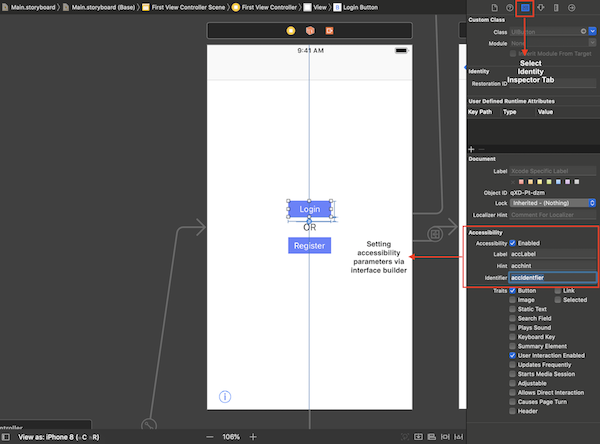 Main.storyboard > Main.storyboard (Base) > First View Controller Scene > First View Controller > View > Login Button
9:41 AM
Login
OR
Register
Setting
accessibility
parameters via
interface builder
ntroller
View as: iPhone 8 (wC hR)
106%
Custom Class
Class UIButton
Module None
Inherit Module From Target
Select
Identity
Inspector Tab
Identity
Restoration ID
User Defined Runtime Attributes
Key Path Type Value
Document
Label Xcode Specific Label
Object ID qXD-Pt-dzm
Lock Inherited - (Nothing)
Localizer Hint Comment For Localizer
Accessibility
Accessibility Enabled
Label accLabel
Hint acchint
Identifier accIdentfier
Traits Button Link
Image Selected
Static Text
Search Field
Plays Sound
Keyboard Key
Summary Element
User Interaction Enabled
Updates Frequently
Starts Media Session
Adjustable
Allows Direct Interaction
Causes Page Turn
Header